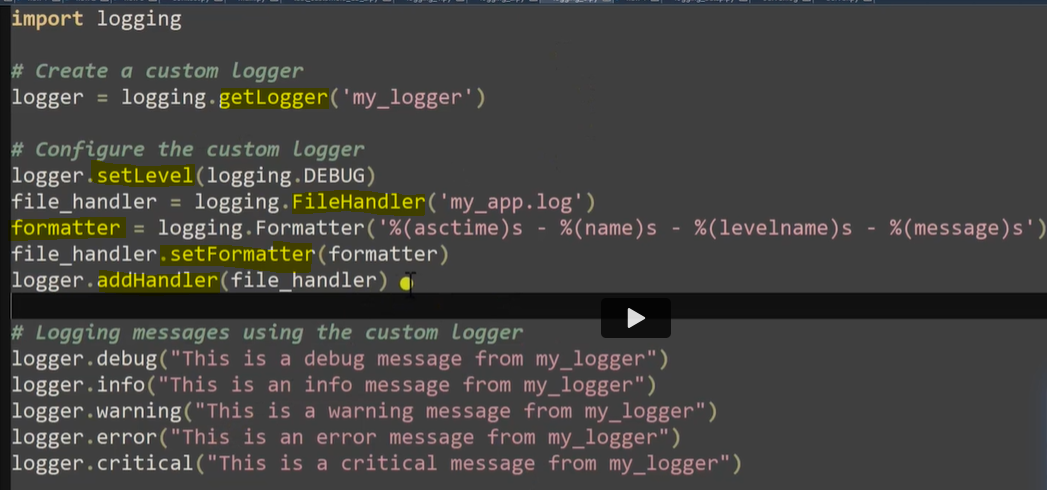 import logging
# Create a custom logger
logger = logging.getLogger('my_logger')
# Configure the custom logger
logger.setLevel(logging.DEBUG)
file_handler = logging.FileHandler('my_app.log')
formatter = logging.Formatter('%(asctime)s - %(name)s - %(levelname)s - %(message)s')
file_handler.setFormatter(formatter)
logger.addHandler(file_handler)
# Logging messages using the custom logger
logger.debug("This is a debug message from my_logger")
logger.info("This is an info message from my_logger")
logger.warning("This is a warning message from my_logger")
logger.error("This is an error message from my_logger")
logger.critical("This is a critical message from my_logger")